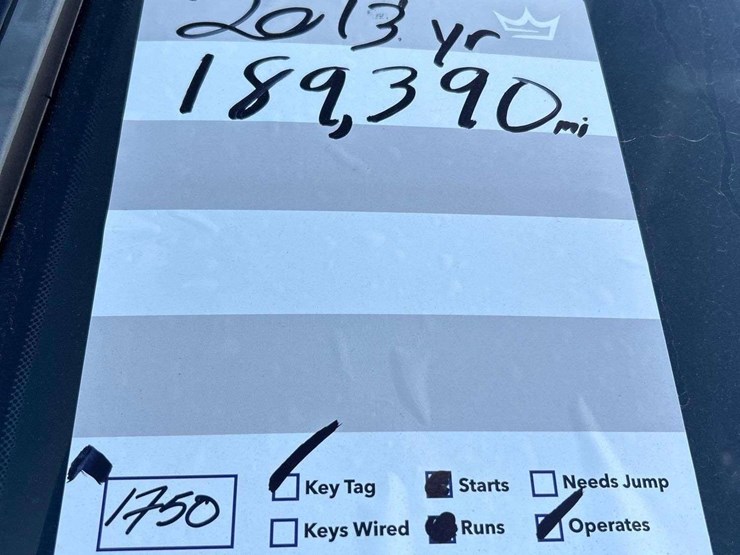 2013 yr
189,390 mi
Key Tag Starts Needs Jump
1750
Keys Wired Runs Operates